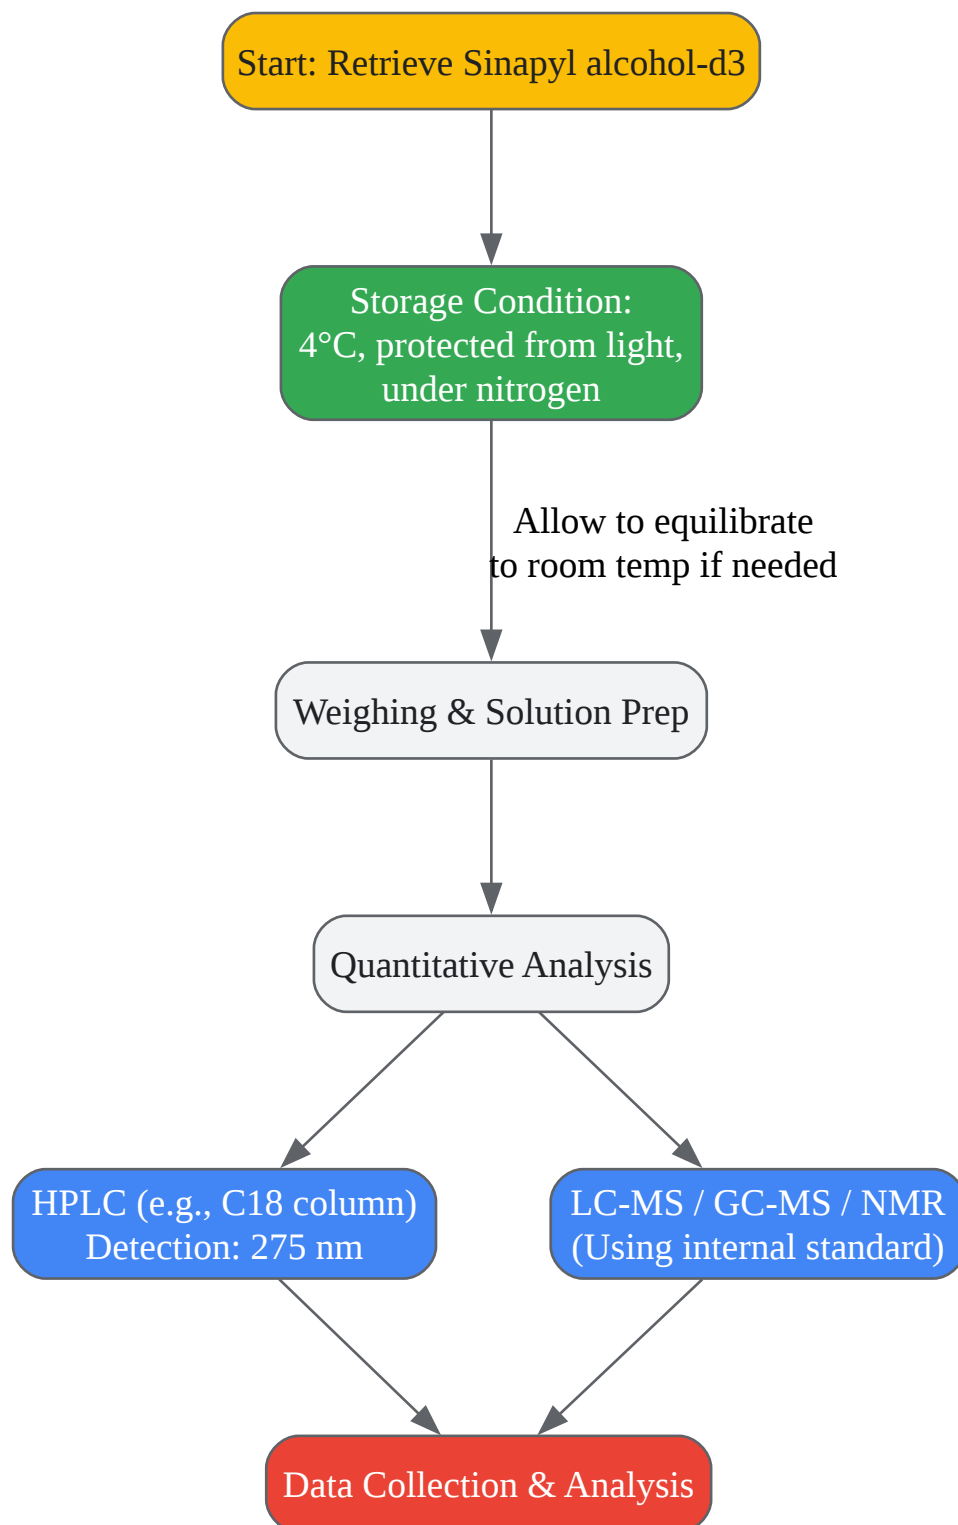 Start: Retrieve Sinapyl alcohol-d3
Storage Condition:
4°C, protected from light,
under nitrogen
Allow to equilibrate
to room temp if needed
Weighing & Solution Prep
Quantitative Analysis
HPLC (e.g., C18 column)
Detection: 275 nm
LC-MS / GC-MS / NMR
(Using internal standard)
Data Collection & Analysis